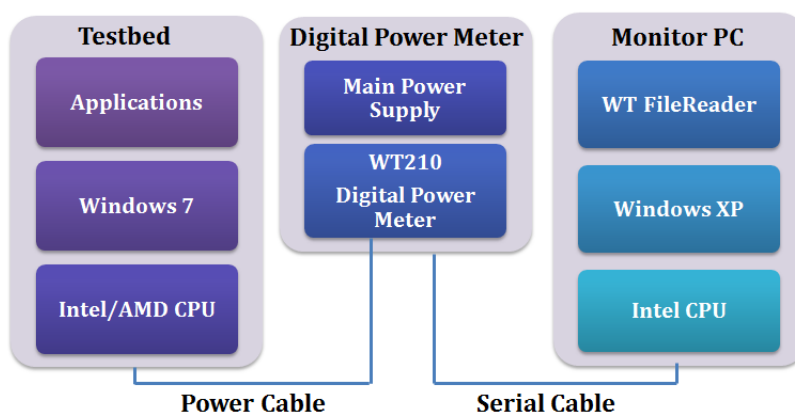 Testbed
Applications
Windows 7
Intel/AMD CPU
Digital Power Meter
Main Power
Supply
WT210
Digital Power
Meter
Monitor PC
WT FileReader
Windows XP
Intel CPU
Power Cable
Serial Cable